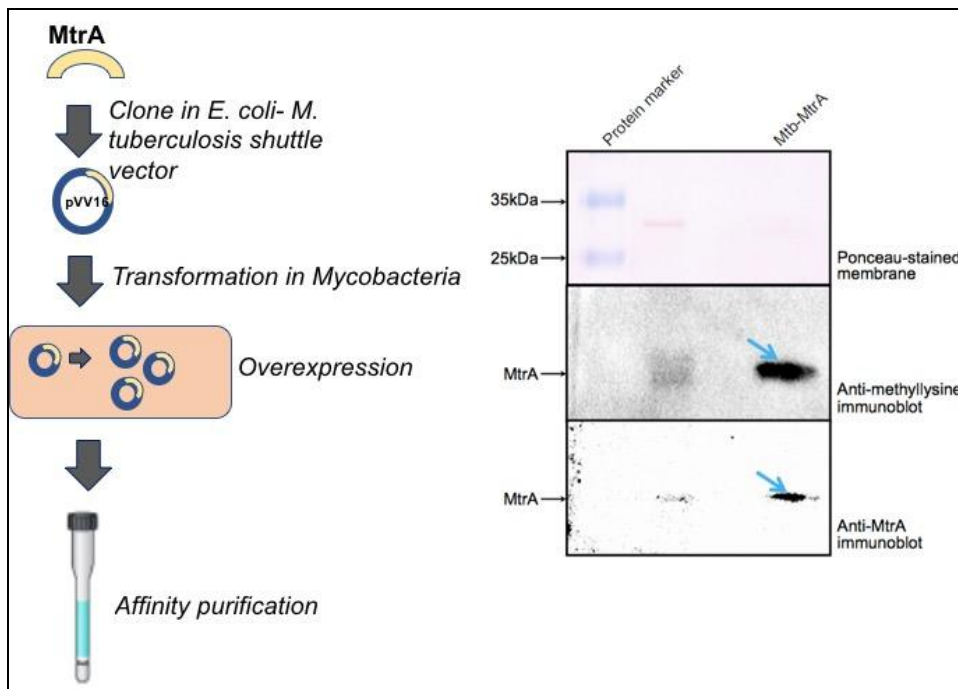 MtrA
Clone in E. coli- M.
tuberculosis shuttle
vector
pVV16
Transformation in Mycobacteria
Overexpression
Affinity purification
Protein marker
Mtb-MtrA
35kDa
25kDa
Ponceau-stained
membrane
MtrA
Anti-methyllysine
immunoblot
MtrA
Anti-MtrA
immunoblot